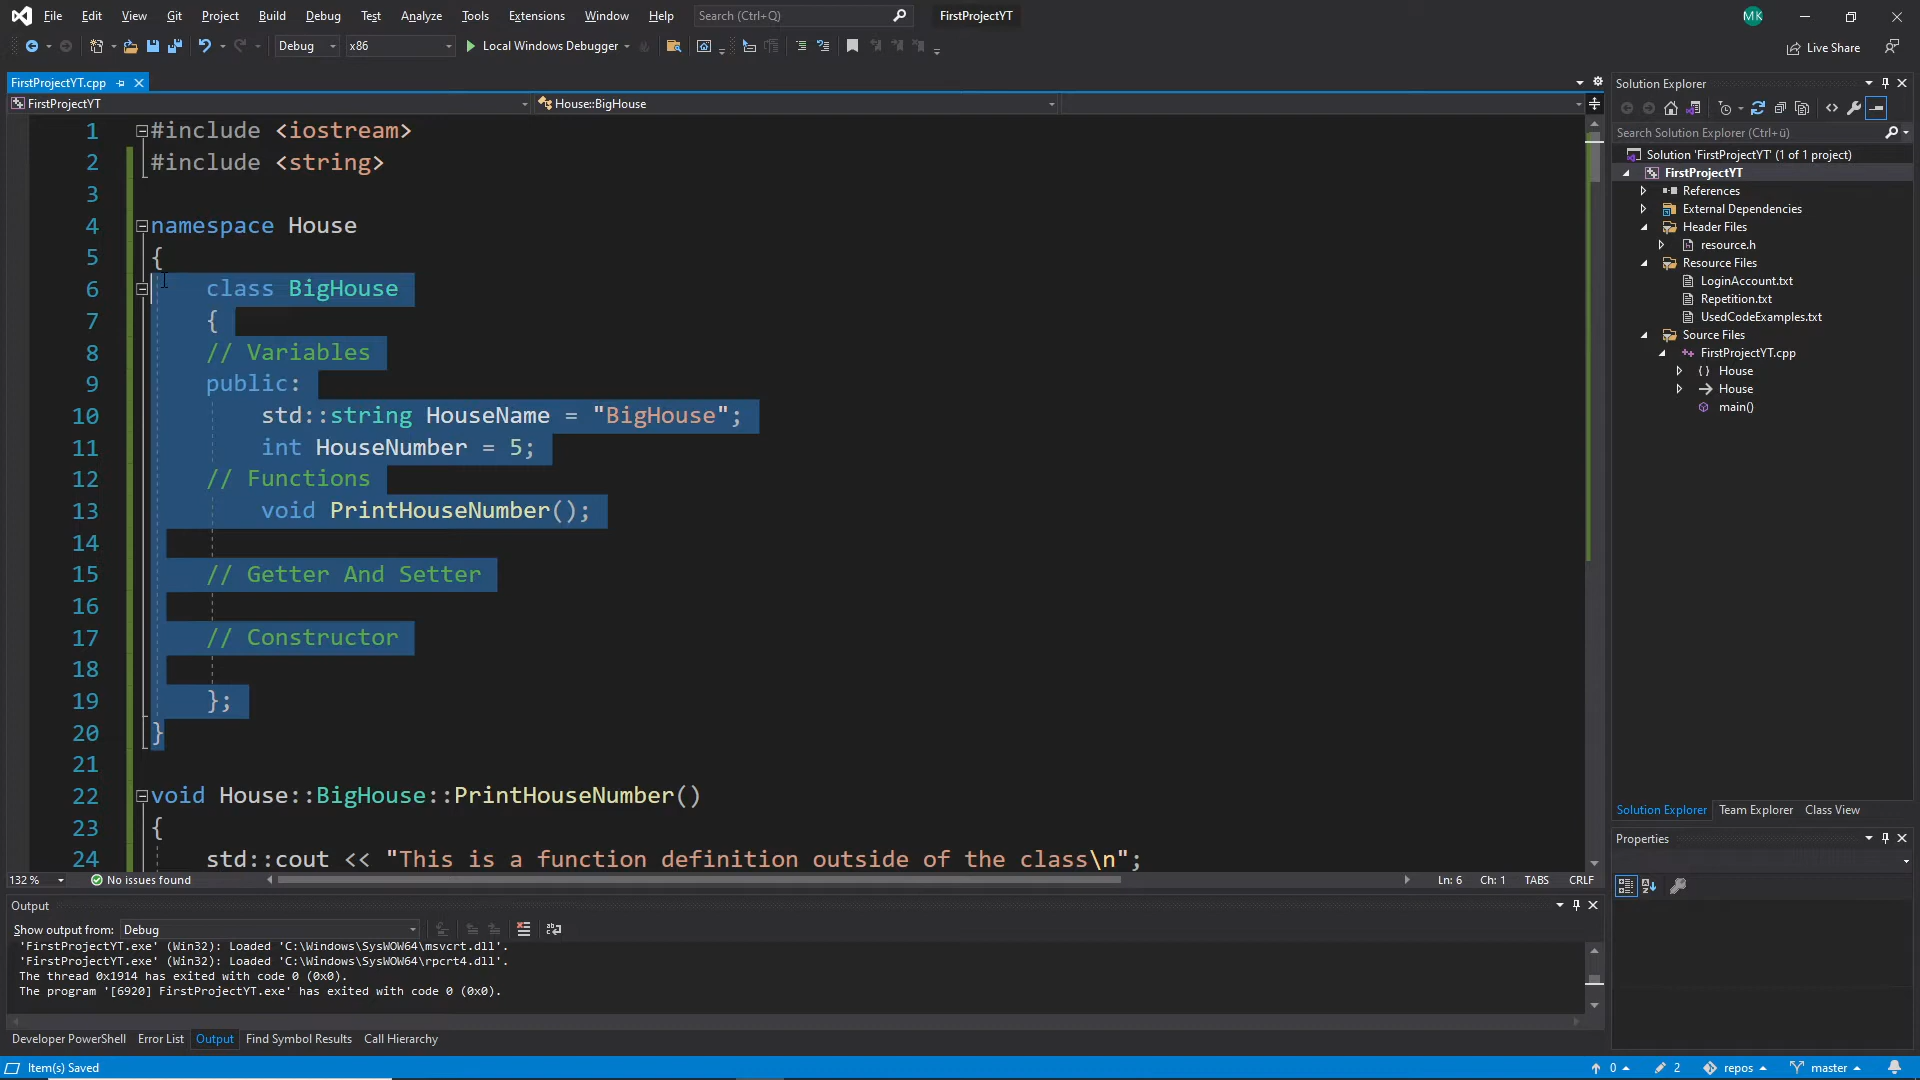 File Edit View Git Project Build Debug Test Analyze Tools Extensions Window Help Search (Ctrl+Q) FirstProjectYT MK
Debug x86 Local Windows Debugger Live Share
FirstProjectYT.cpp
FirstProjectYT House::BigHouse
1 #include <iostream>
2 #include <string>
3
4 namespace House
5 {
6 class BigHouse
7 {
8 // Variables
9 public:
10 std::string HouseName = "BigHouse";
11 int HouseNumber = 5;
12 // Functions
13 void PrintHouseNumber();
14
15 // Getter And Setter
16
17 // Constructor
18
19 };
20 }
21
22 void House::BigHouse::PrintHouseNumber()
23 {
24 std::cout << "This is a function definition outside of the class\n";
132 % No issues found Ln: 6 Ch: 1 TABS CRLF
Output
Show output from: Debug
'FirstProjectYT.exe' (Win32): Loaded 'C:\Windows\SysWOW64\msvcrt.dll'.
'FirstProjectYT.exe' (Win32): Loaded 'C:\Windows\SysWOW64\rpcrt4.dll'.
The thread 0x1914 has exited with code 0 (0x0).
The program '[6920] FirstProjectYT.exe' has exited with code 0 (0x0).
Developer PowerShell Error List Output Find Symbol Results Call Hierarchy
Solution Explorer
Search Solution Explorer (Ctrl+ü)
Solution 'FirstProjectYT' (1 of 1 project)
FirstProjectYT
References
External Dependencies
Header Files
resource.h
Resource Files
LoginAccount.txt
Repetition.txt
UsedCodeExamples.txt
Source Files
FirstProjectYT.cpp
House
House
main()
Solution Explorer Team Explorer Class View
Properties
Item(s) Saved 0 2 repos master